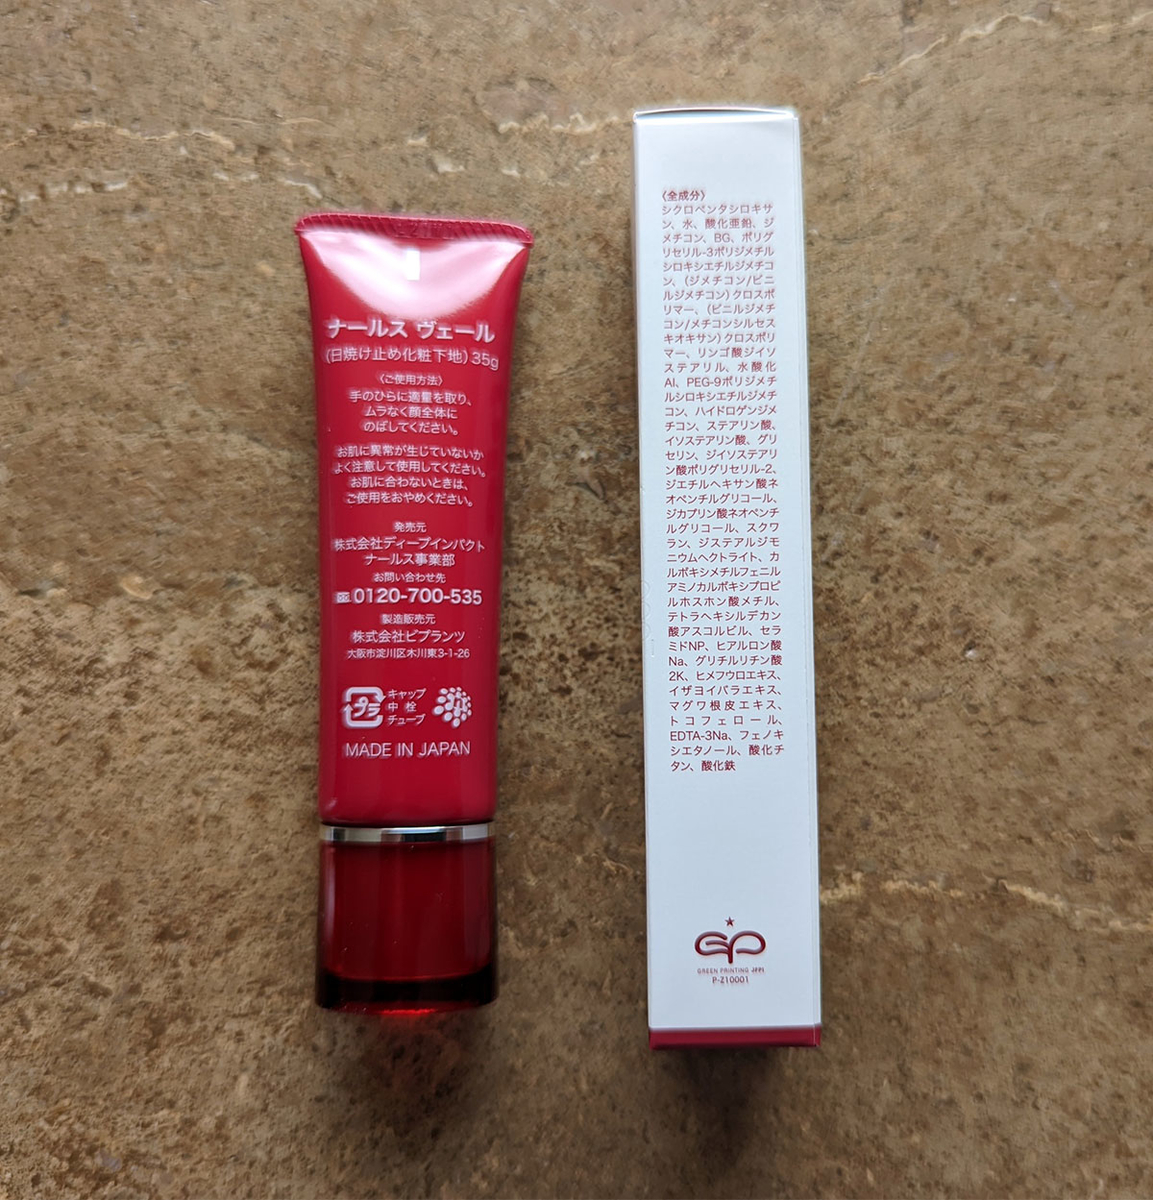 ナールス ヴェール
(日焼け止め化粧下地) 35g
〈ご使用方法〉
手のひらに適量を取り、
ムラなく顔全体に
のばしてください。
お肌に異常が生じていないか
よく注意して使用してください。
お肌に合わないときは、
ご使用をおやめください。
発売元
株式会社ディープインパクト
ナールス事業部
お問い合わせ先
0120-700-535
製造販売元
株式会社ビープランツ
大阪市淀川区木川東3-1-26
プラ
キャップ
中 栓
チューブ
MADE IN JAPAN
〈全成分〉
シクロペンタシロキサ
ン、水、酸化亜鉛、ジ
メチコン、BG、ポリグ
リセリル-3ポリジメチル
シロキシエチルジメチコ
ン、(ジメチコン/ビニ
ルジメチコン)クロスポ
リマー、(ビニルジメチ
コン/メチコンシルセス
キオキサン)クロスポリ
マー、リンゴ酸ジイソ
ステアリル、水酸化
Al、PEG-9ポリジメチ
ルシロキシエチルジメチ
コン、ハイドロゲンジメ
チコン、ステアリン酸、
イソステアリン酸、グリ
セリン、ジイソステアリ
ン酸ポリグリセリル-2、
ジエチルヘキサン酸ネ
オペンチルグリコール、
ジカプリン酸ネオペンチ
ルグリコール、スクワ
ラン、ジステアルジモ
ニウムヘクトライト、カ
ルボキシメチルフェニル
アミノカルボキシプロピ
ルホスホン酸メチル、
テトラヘキシルデカン
酸アスコルビル、セラ
ミドNP、ヒアルロン酸
Na、グリチルリチン酸
2K、ヒメフウロエキス、
イザヨイバラエキス、
マグワ根皮エキス、
トコフェロール、
EDTA-3Na、フェノキ
シエタノール、酸化チ
タン、酸化鉄
GP
GREEN PRINTING JFPI
P-Z10001